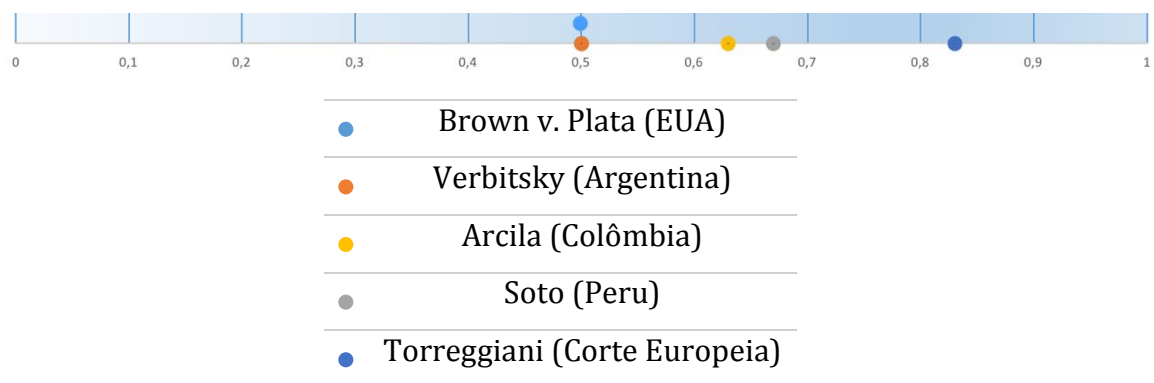 0 0,1 0,2 0,3 0,4 0,5 0,6 0,7 0,8 0,9 1
Brown v. Plata (EUA)
Verbitsky (Argentina)
Arcila (Colômbia)
Soto (Peru)
Torreggiani (Corte Europeia)